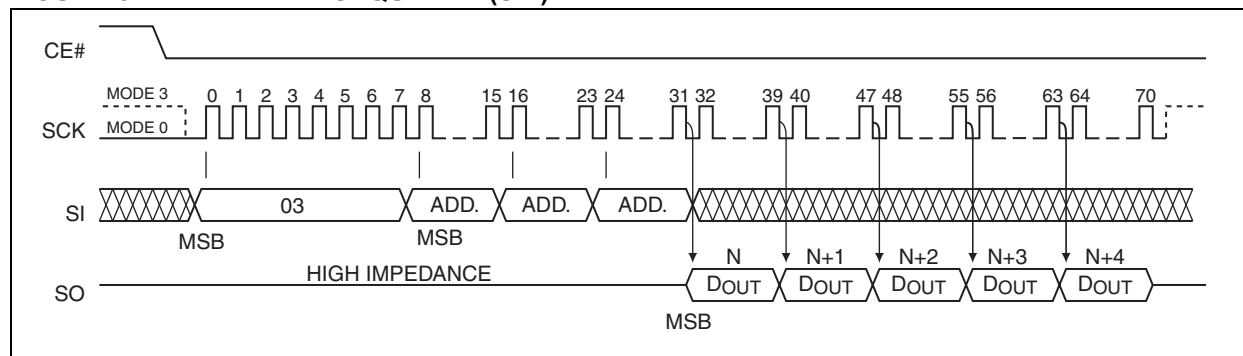 CE#
MODE 3
SCK MODE 0
0 1 2 3 4 5 6 7 8 15 16 23 24 31 32 39 40 47 48 55 56 63 64 70
SI 03 ADD. ADD. ADD.
MSB MSB
N N+1 N+2 N+3 N+4
HIGH IMPEDANCE
SO DOUT DOUT DOUT DOUT DOUT
MSB